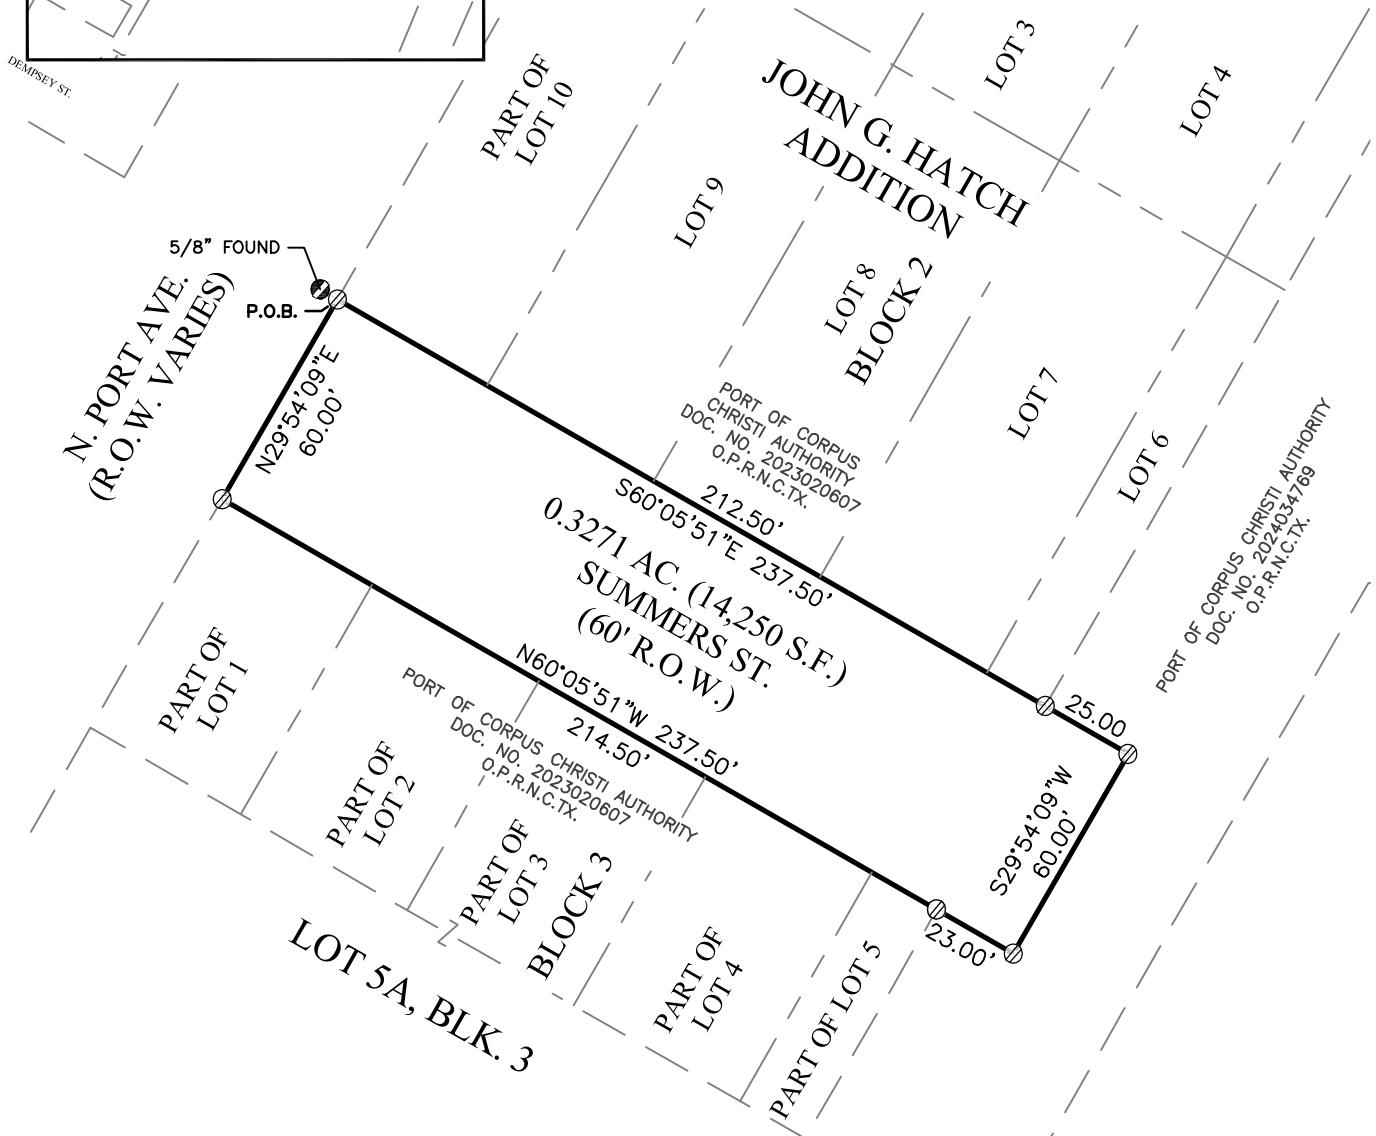 DEMPSEY ST.
PART OF
LOT 10
LOT 3
LOT 4
JOHN G. HATCH
ADDITION
LOT 9
LOT 8
BLOCK 2
LOT 7
LOT 6
5/8" FOUND
P.O.B.
N. PORT AVE.
(R.O.W. VARIES)
N29°54'09"E
60.00'
PORT OF CORPUS
CHRISTI AUTHORITY
DOC. NO. 2023020607
O.P.R.N.C.TX.
PORT OF CORPUS CHRISTI AUTHORITY
DOC. NO. 2024034769
O.P.R.N.C.TX.
212.50'
S60°05'51"E 237.50'
0.3271 AC. (14,250 S.F.)
SUMMERS ST.
(60' R.O.W.)
N60°05'51"W 237.50'
214.50'
25.00
S29°54'09"W
60.00'
23.00'
PORT OF CORPUS CHRISTI AUTHORITY
DOC. NO. 2023020607
O.P.R.N.C.TX.
PART OF
LOT 1
PART OF
LOT 2
PART OF
LOT 3
BLOCK 3
PART OF
LOT 4
PART OF LOT 5
LOT 5A, BLK. 3